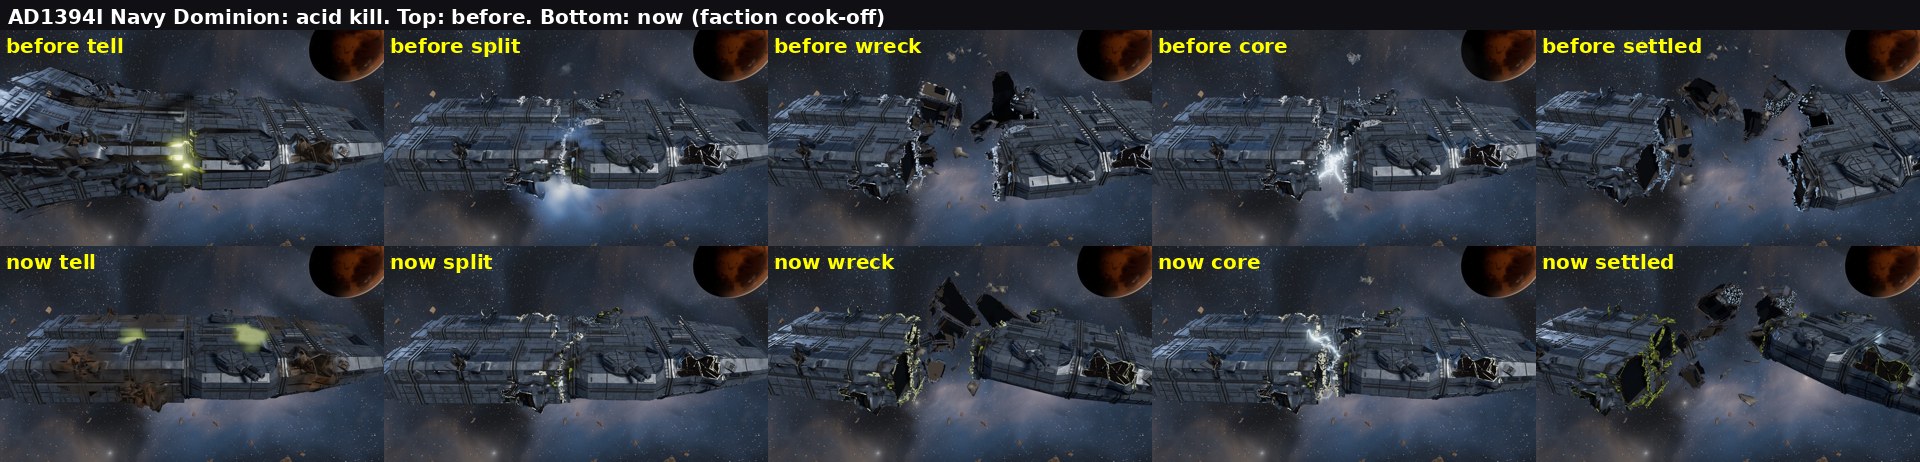 AD1394I Navy Dominion: acid kill. Top: before. Bottom: now (faction cook-off)
before tell
before split
before wreck
before core
before settled
now tell
now split
now wreck
now core
now settled